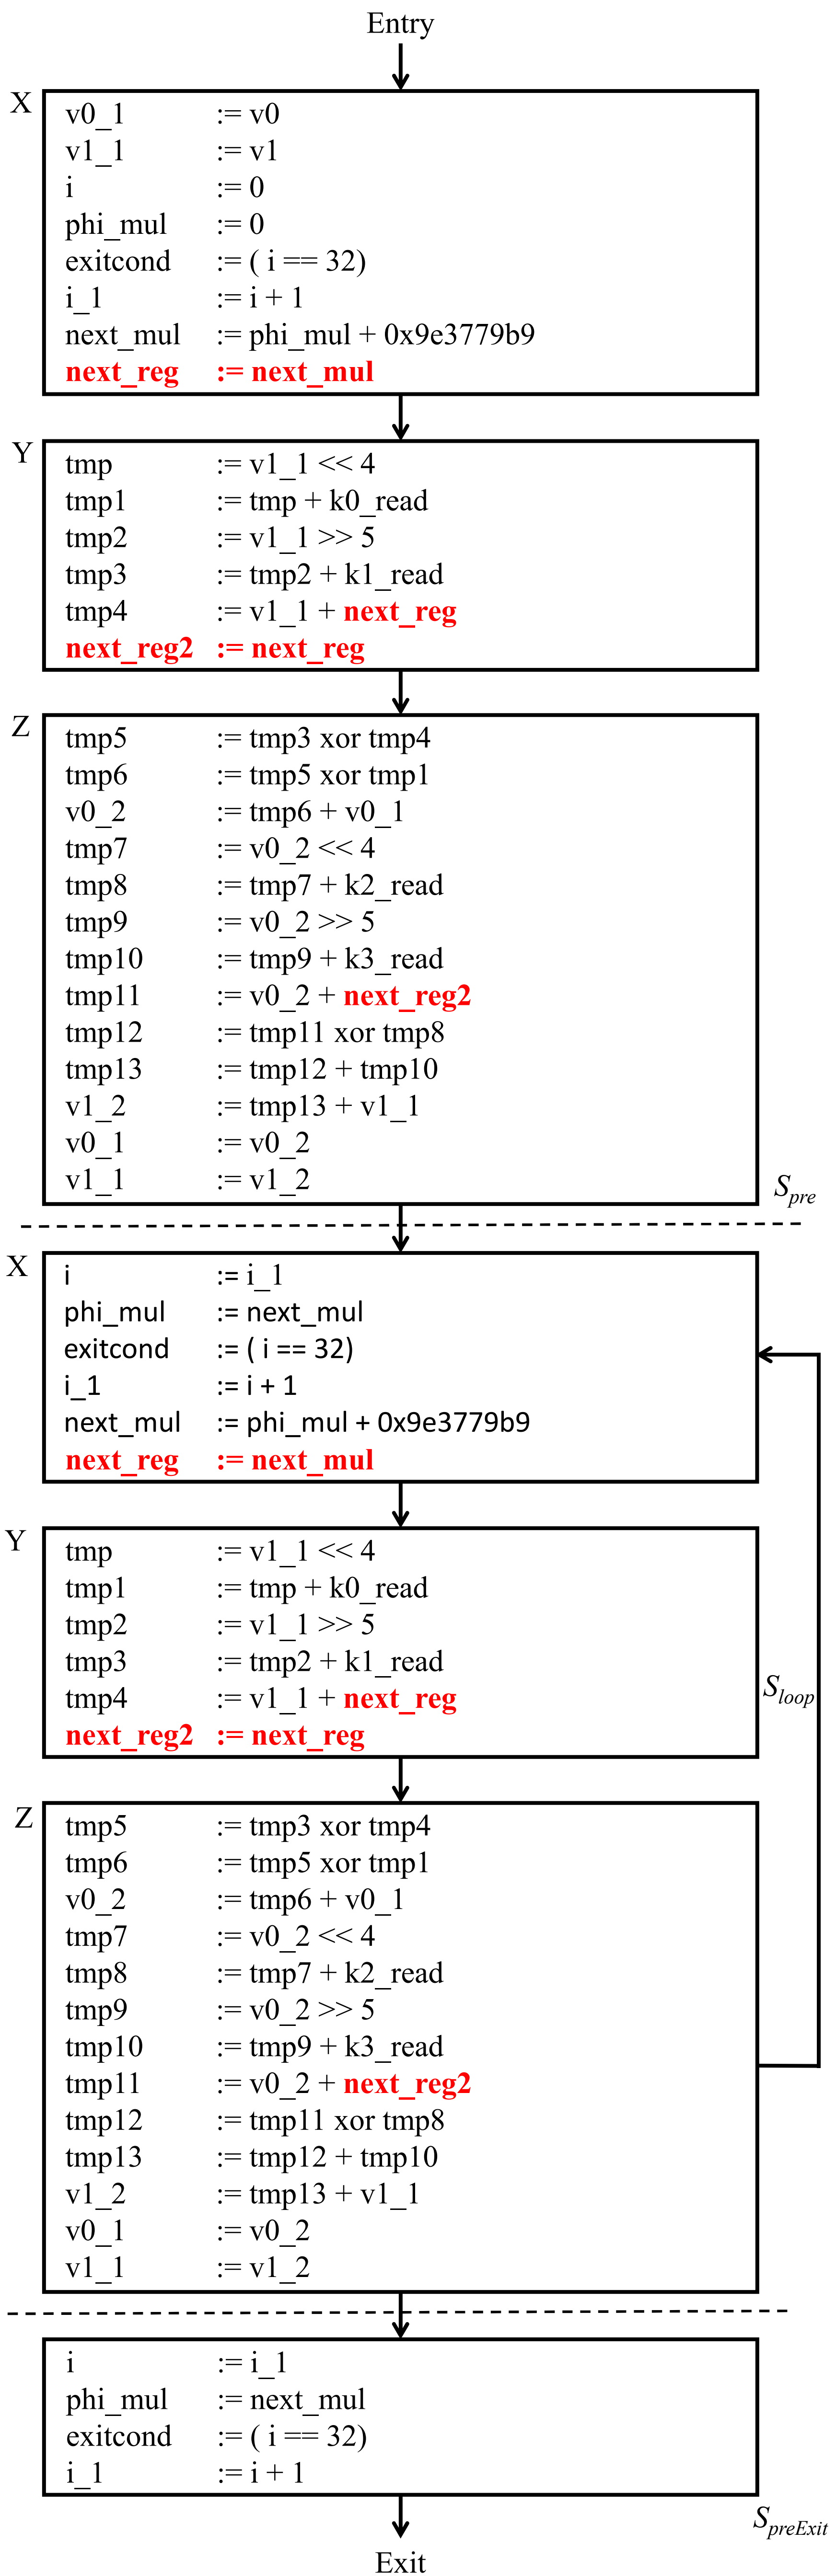 Entry
X
v0_1 := v0
v1_1 := v1
i := 0
phi_mul := 0
exitcond := ( i == 32)
i_1 := i + 1
next_mul := phi_mul + 0x9e3779b9
next_reg := next_mul
Y
tmp := v1_1 << 4
tmp1 := tmp + k0_read
tmp2 := v1_1 >> 5
tmp3 := tmp2 + k1_read
tmp4 := v1_1 + next_reg
next_reg2 := next_reg
Z
tmp5 := tmp3 xor tmp4
tmp6 := tmp5 xor tmp1
v0_2 := tmp6 + v0_1
tmp7 := v0_2 << 4
tmp8 := tmp7 + k2_read
tmp9 := v0_2 >> 5
tmp10 := tmp9 + k3_read
tmp11 := v0_2 + next_reg2
tmp12 := tmp11 xor tmp8
tmp13 := tmp12 + tmp10
v1_2 := tmp13 + v1_1
v0_1 := v0_2
v1_1 := v1_2
Spre
X
i := i_1
phi_mul := next_mul
exitcond := ( i == 32)
i_1 := i + 1
next_mul := phi_mul + 0x9e3779b9
next_reg := next_mul
Y
tmp := v1_1 << 4
tmp1 := tmp + k0_read
tmp2 := v1_1 >> 5
tmp3 := tmp2 + k1_read
tmp4 := v1_1 + next_reg
next_reg2 := next_reg
Sloop
Z
tmp5 := tmp3 xor tmp4
tmp6 := tmp5 xor tmp1
v0_2 := tmp6 + v0_1
tmp7 := v0_2 << 4
tmp8 := tmp7 + k2_read
tmp9 := v0_2 >> 5
tmp10 := tmp9 + k3_read
tmp11 := v0_2 + next_reg2
tmp12 := tmp11 xor tmp8
tmp13 := tmp12 + tmp10
v1_2 := tmp13 + v1_1
v0_1 := v0_2
v1_1 := v1_2
i := i_1
phi_mul := next_mul
exitcond := ( i == 32)
i_1 := i + 1
SpreExit
Exit